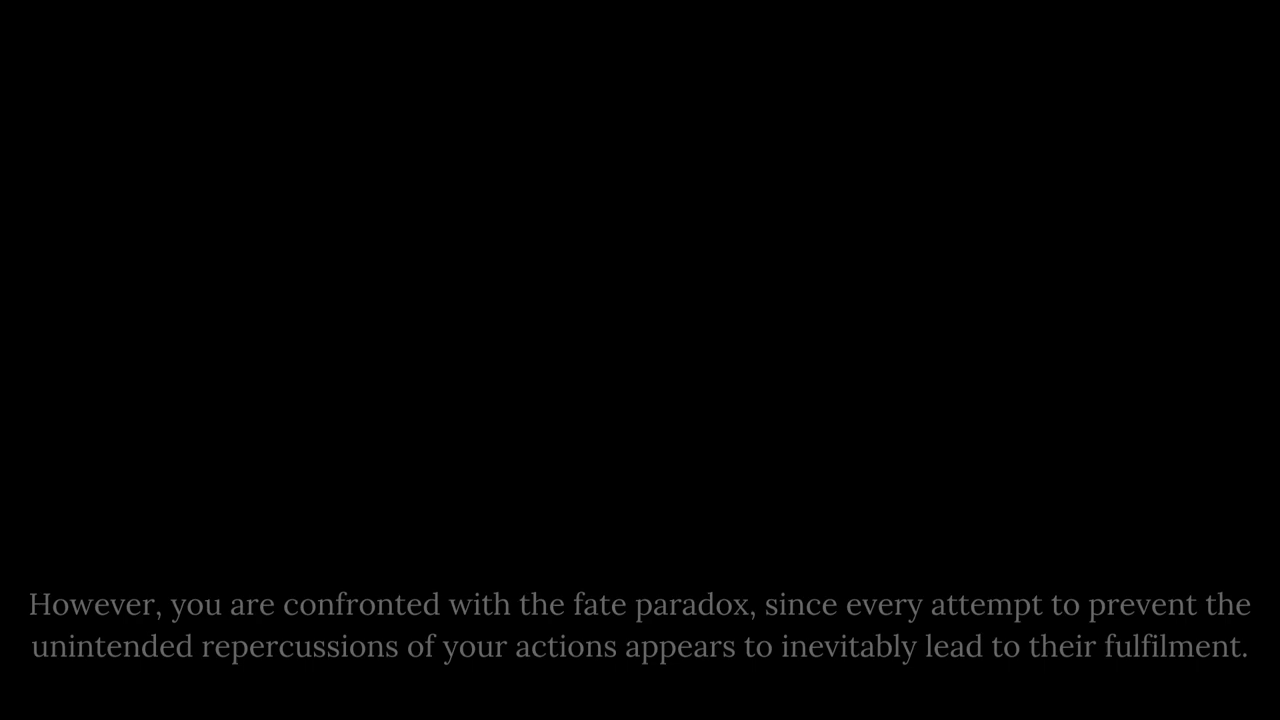 However, you are confronted with the fate paradox, since every attempt to prevent the
unintended repercussions of your actions appears to inevitably lead to their fulfilment.